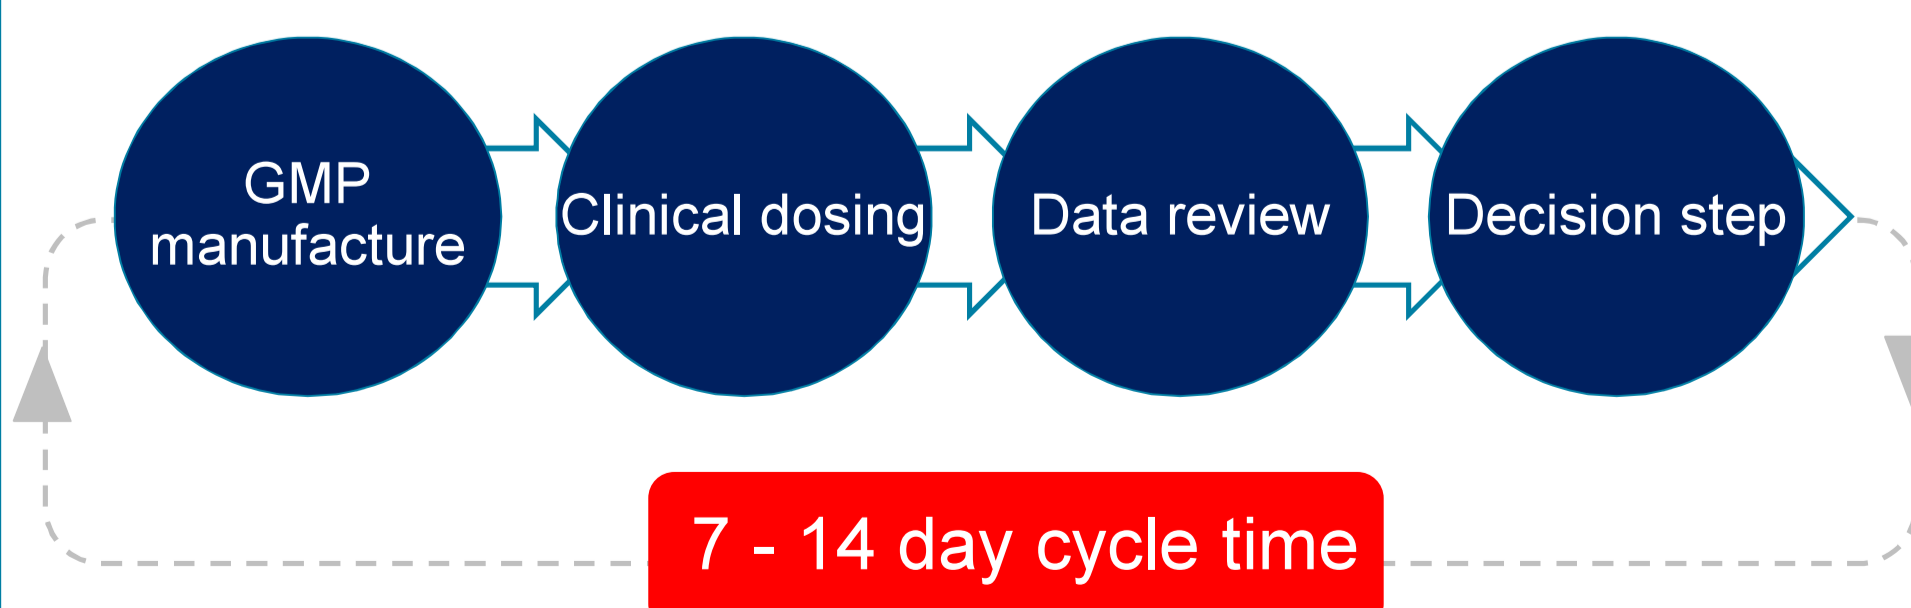 GMP
manufacture
Clinical dosing
Data review
Decision step
7 - 14 day cycle time